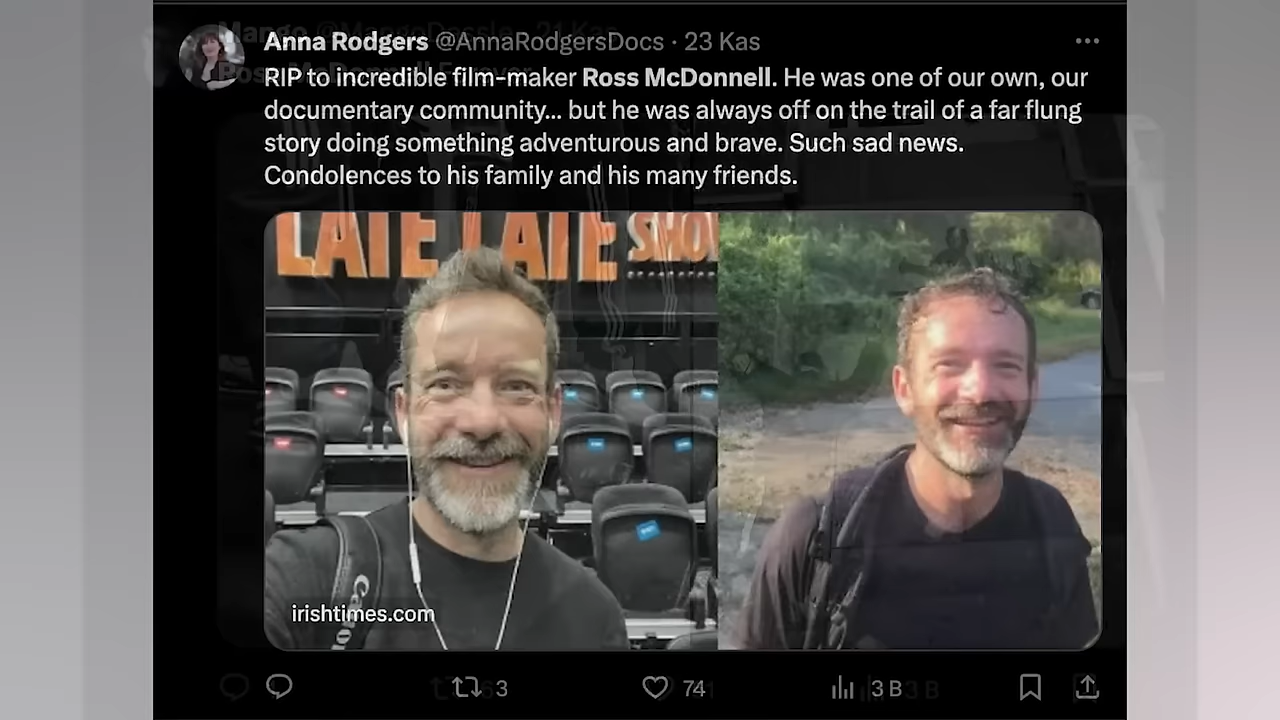 Anna Rodgers @AnnaRodgersDocs · 23 Kas
RIP to incredible film-maker Ross McDonnell. He was one of our own, our
documentary community... but he was always off on the trail of a far flung
story doing something adventurous and brave. Such sad news.
Condolences to his family and his many friends.
LATE LATE SHO
Canon
irishtimes.com
3
74
3 B